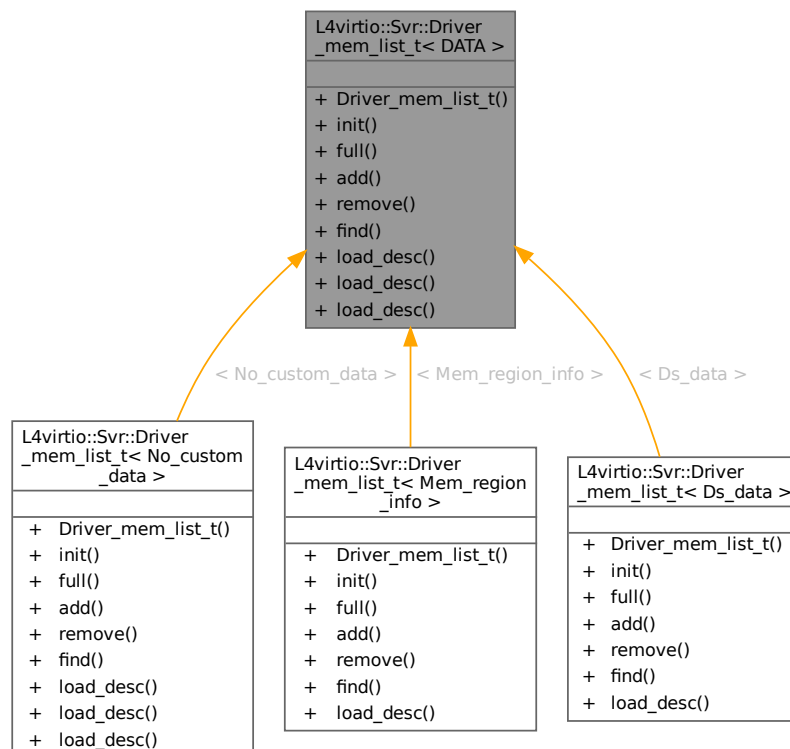 L4virtio::Svr::Driver
_mem_list_t< DATA >
+ Driver_mem_list_t()
+ init()
+ full()
+ add()
+ remove()
+ find()
+ load_desc()
+ load_desc()
+ load_desc()
< No_custom_data >
< Mem_region_info >
< Ds_data >
L4virtio::Svr::Driver
_mem_list_t< No_custom
_data >
+ Driver_mem_list_t()
+ init()
+ full()
+ add()
+ remove()
+ find()
+ load_desc()
+ load_desc()
+ load_desc()
L4virtio::Svr::Driver
_mem_list_t< Mem_region
_info >
+ Driver_mem_list_t()
+ init()
+ full()
+ add()
+ remove()
+ find()
+ load_desc()
L4virtio::Svr::Driver
_mem_list_t< Ds_data >
+ Driver_mem_list_t()
+ init()
+ full()
+ add()
+ remove()
+ find()
+ load_desc()